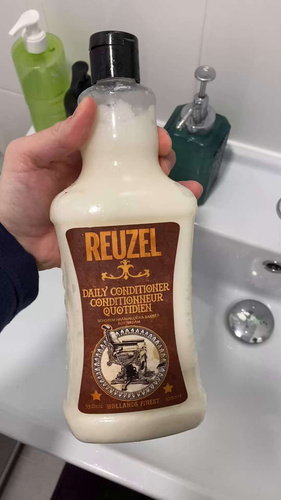 REUZEL
DAILY CONDITIONER
CONDITIONNEUR
QUOTIDIEN
HOLLANDS FINEST